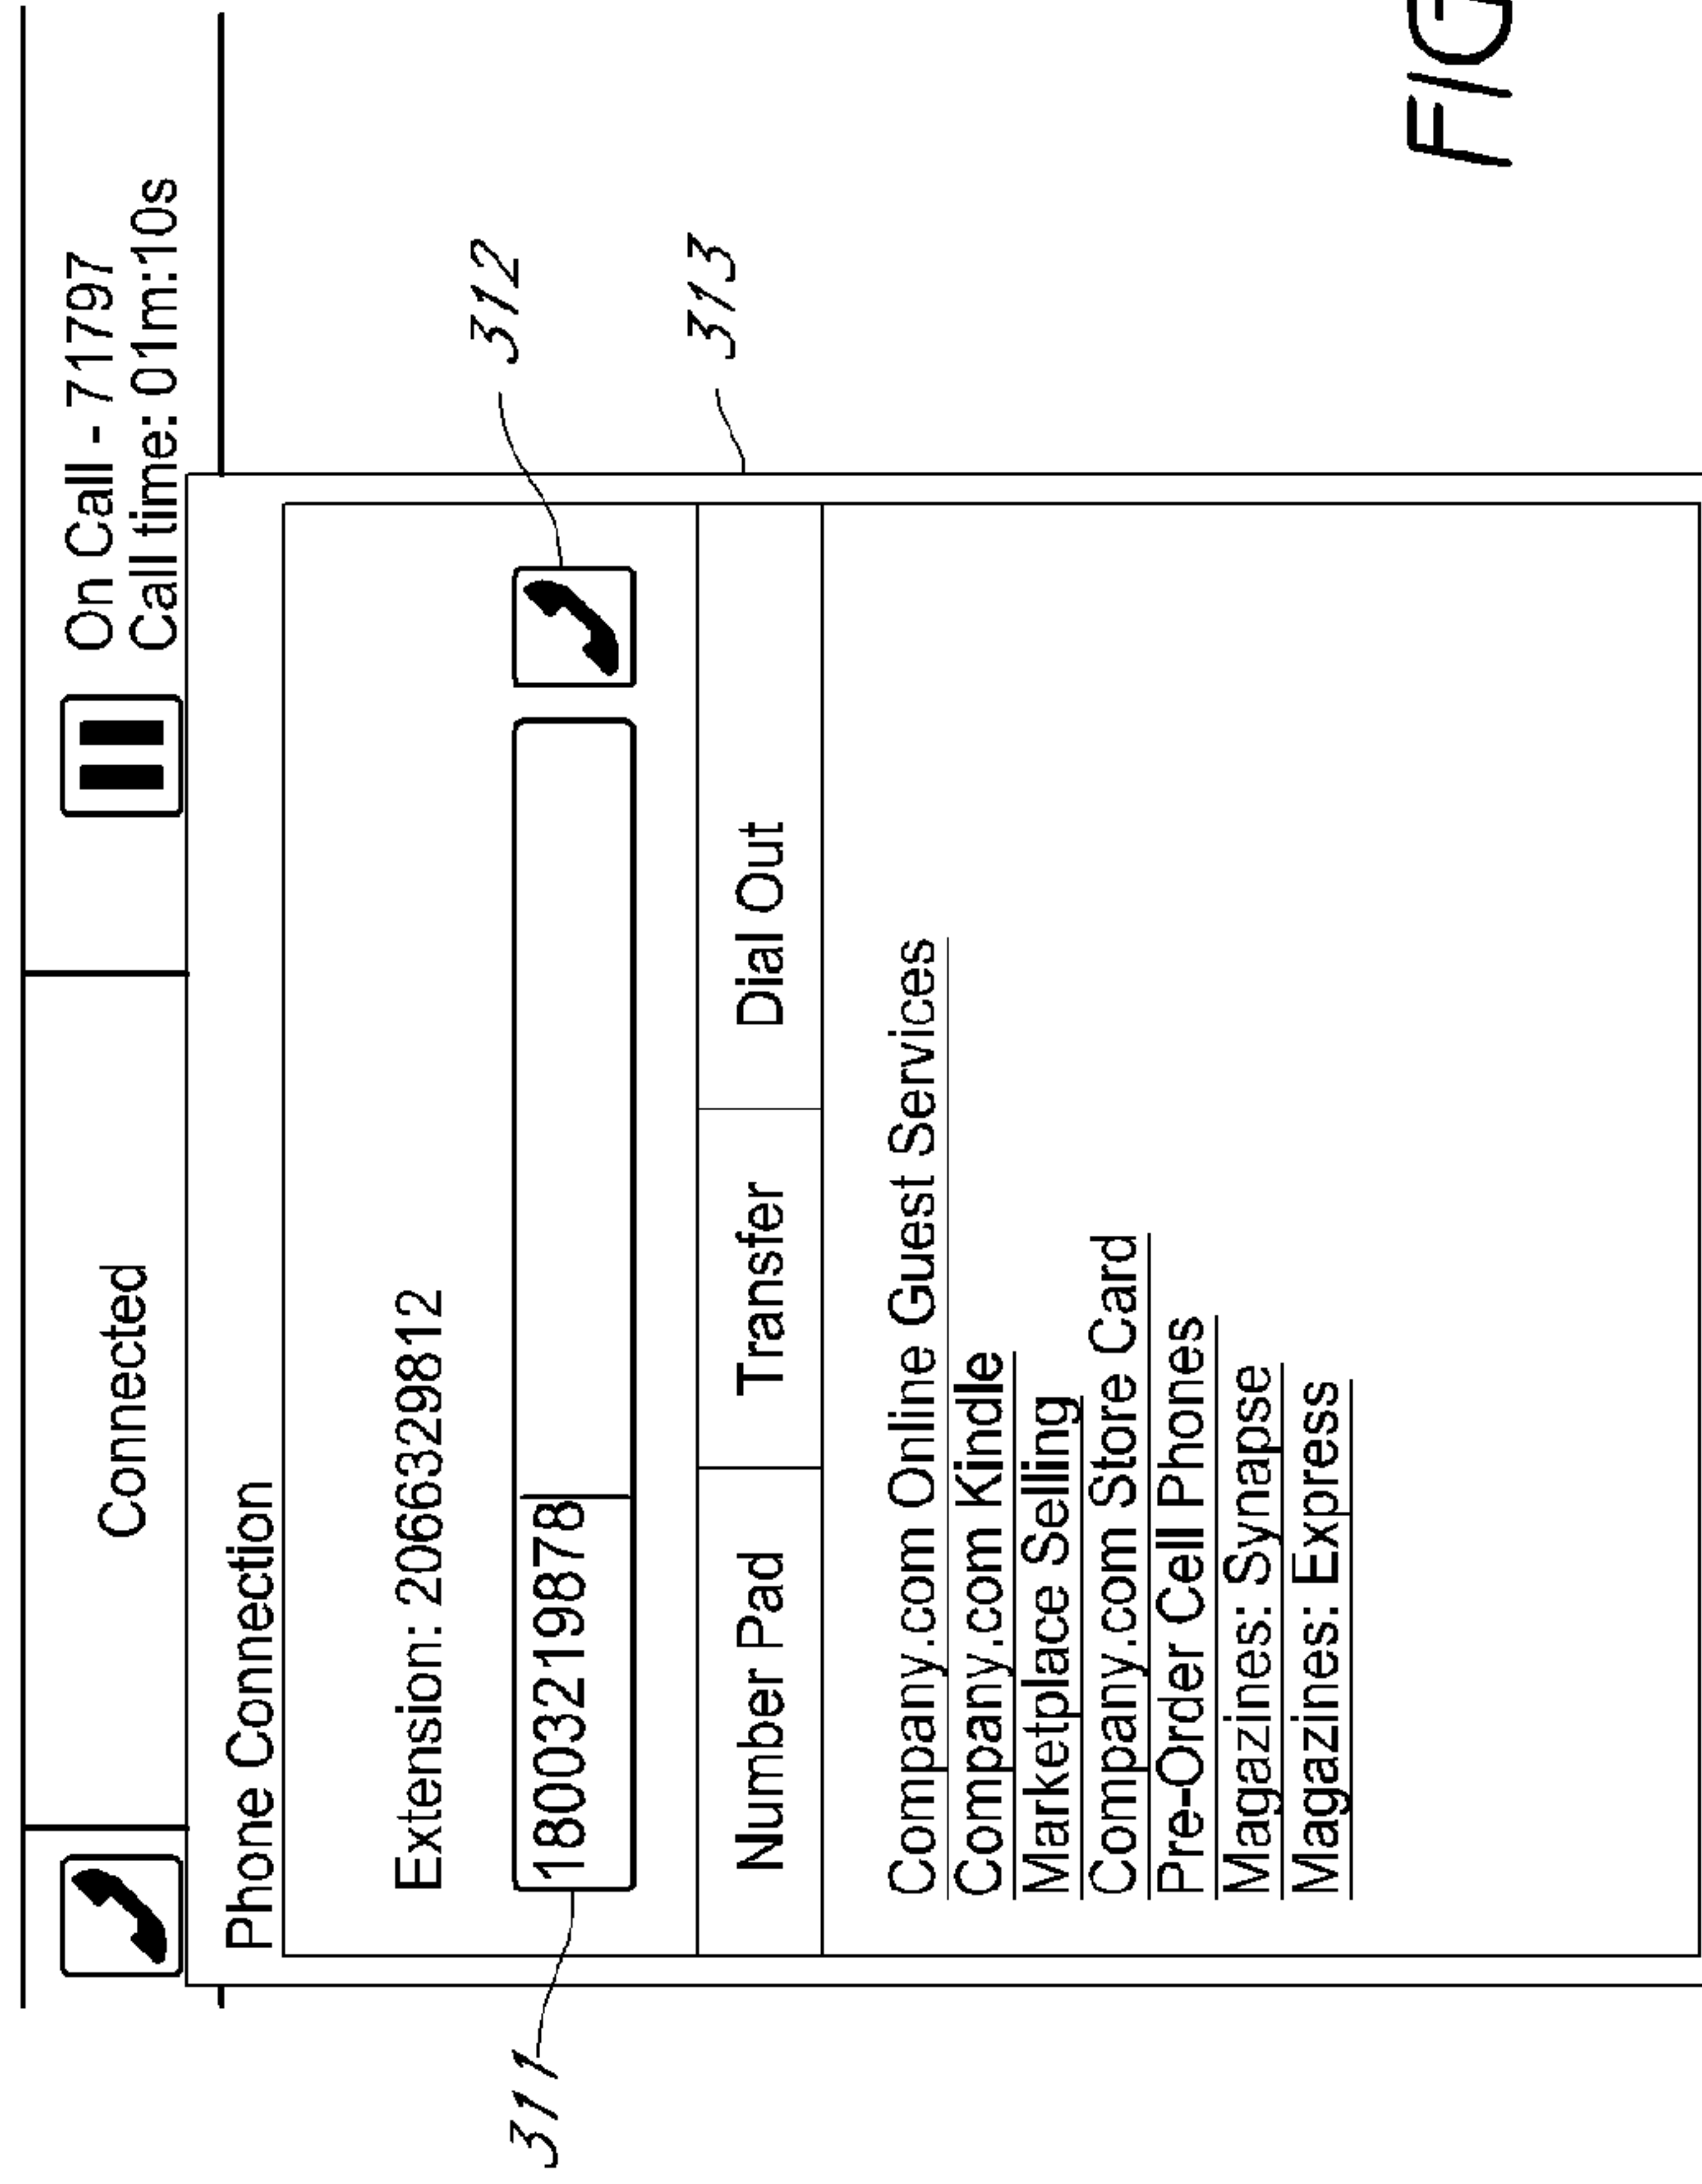 Connected
On Call - 71797
Call time: 01m:10s
Phone Connection
Extension: 2066329812
18003219878
311
312
313
Number Pad
Transfer
Dial Out
Company.com Online Guest Services
Company.com Kindle
Marketplace Selling
Company.com Store Card
Pre-Order Cell Phones
Magazines: Synapse
Magazines: Express
FIG